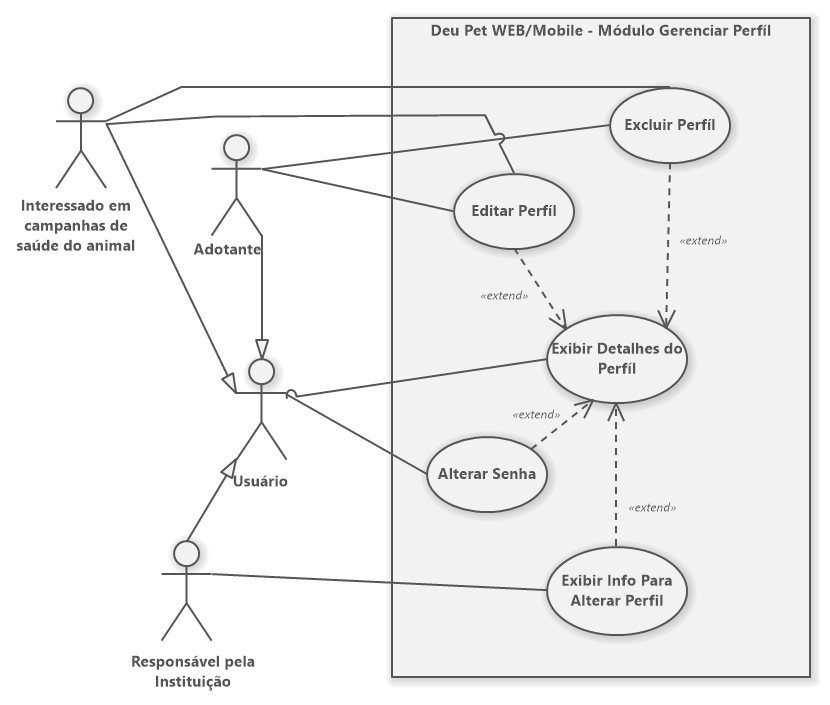 Deu Pet WEB/Mobile - Módulo Gerenciar Perfíl
Excluir Perfíl
Interessado em
campanhas de
saúde do animal
Adotante
Editar Perfíl
«extend»
«extend»
Exibir Detalhes do
Perfíl
«extend»
Usuário
Alterar Senha
«extend»
Exibir Info Para
Alterar Perfil
Responsável pela
Instituição